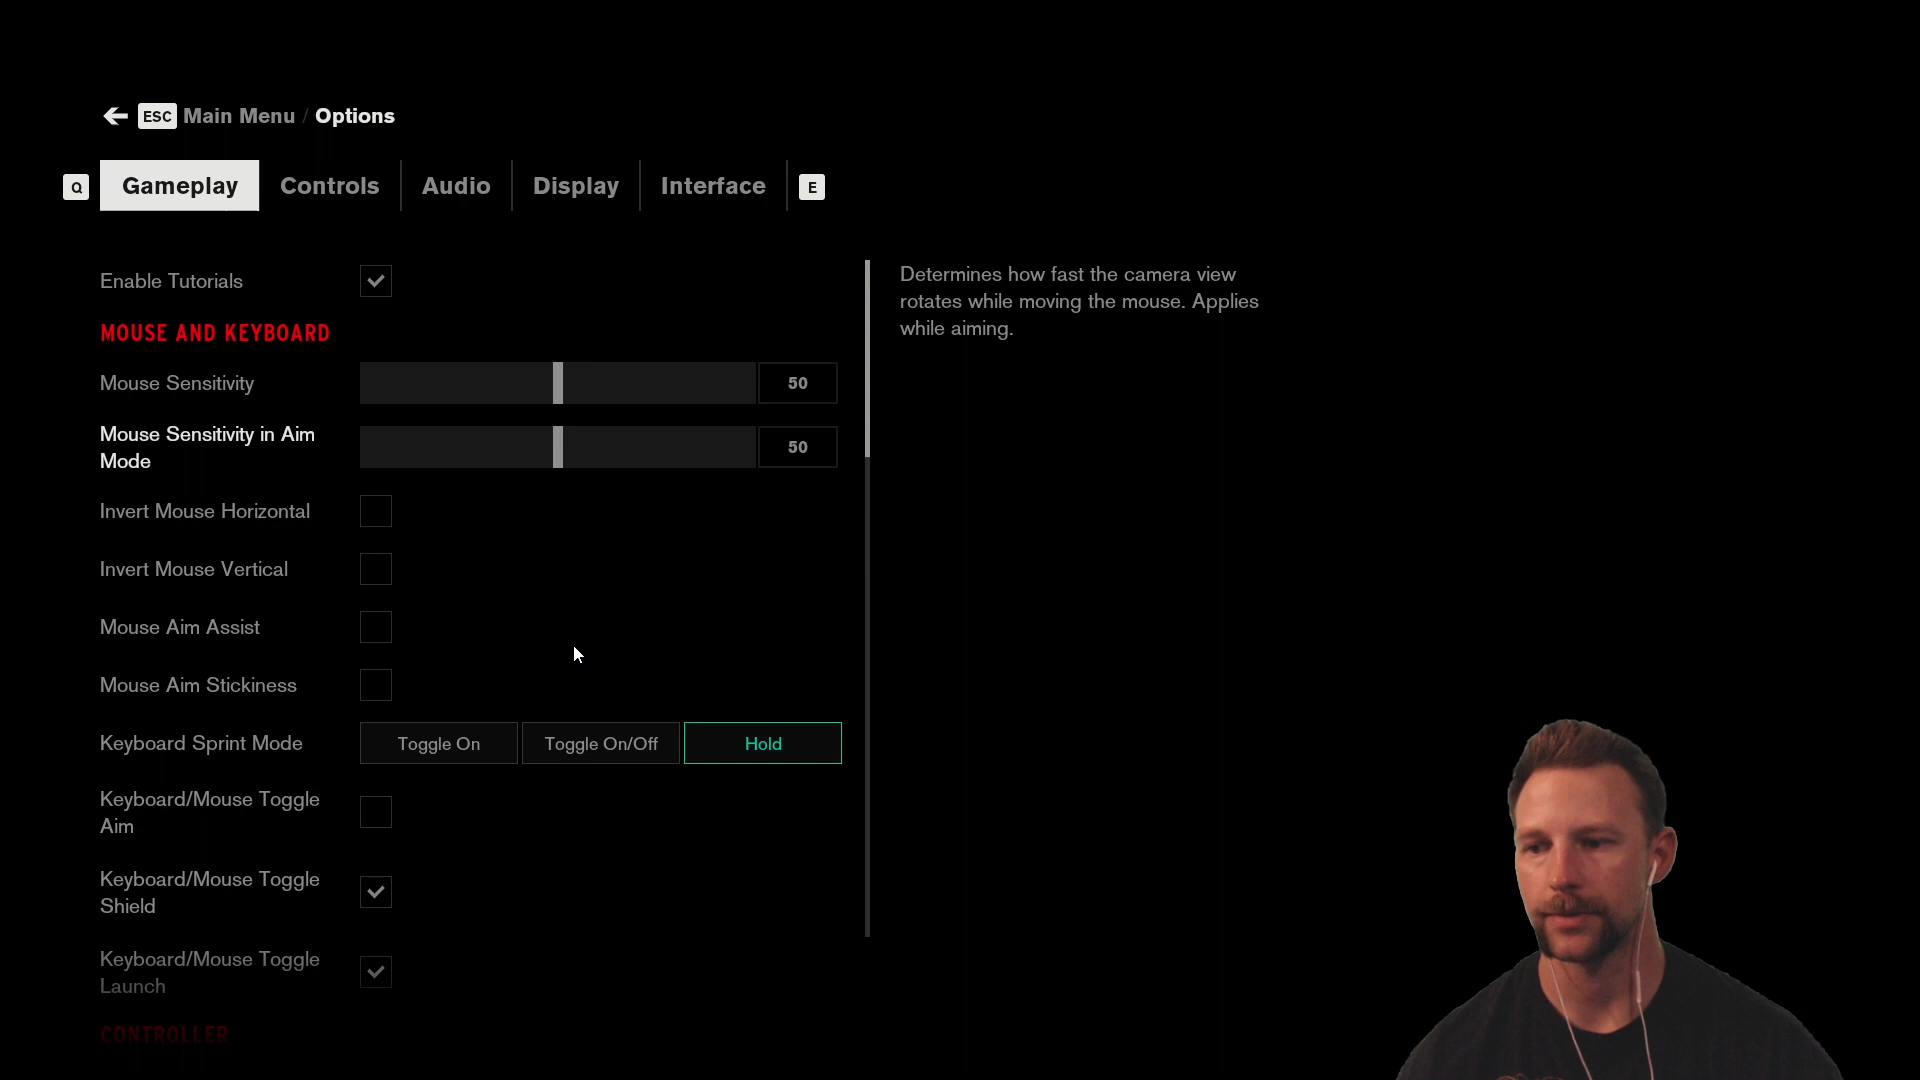 ESC Main Menu / Options
Q Gameplay Controls Audio Display Interface E
Enable Tutorials
MOUSE AND KEYBOARD
Mouse Sensitivity 50
Mouse Sensitivity in Aim
Mode 50
Invert Mouse Horizontal
Invert Mouse Vertical
Mouse Aim Assist
Mouse Aim Stickiness
Keyboard Sprint Mode Toggle On Toggle On/Off Hold
Keyboard/Mouse Toggle
Aim
Keyboard/Mouse Toggle
Shield
Keyboard/Mouse Toggle
Launch
CONTROLLER
Determines how fast the camera view
rotates while moving the mouse. Applies
while aiming.